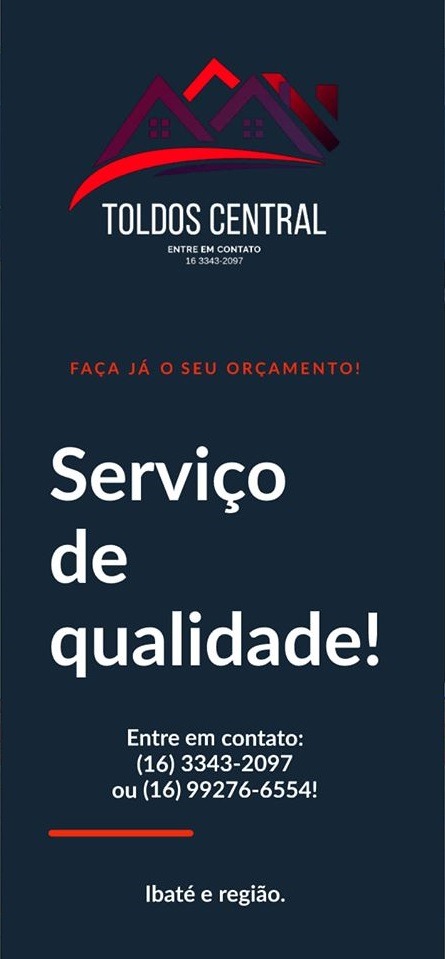 TOLDOS CENTRAL
ENTRE EM CONTATO
16 3343-2097
FAÇA JÁ O SEU ORÇAMENTO!
Serviço
de
qualidade!
Entre em contato:
(16) 3343-2097
ou (16) 99276-6554!
Ibaté e região.